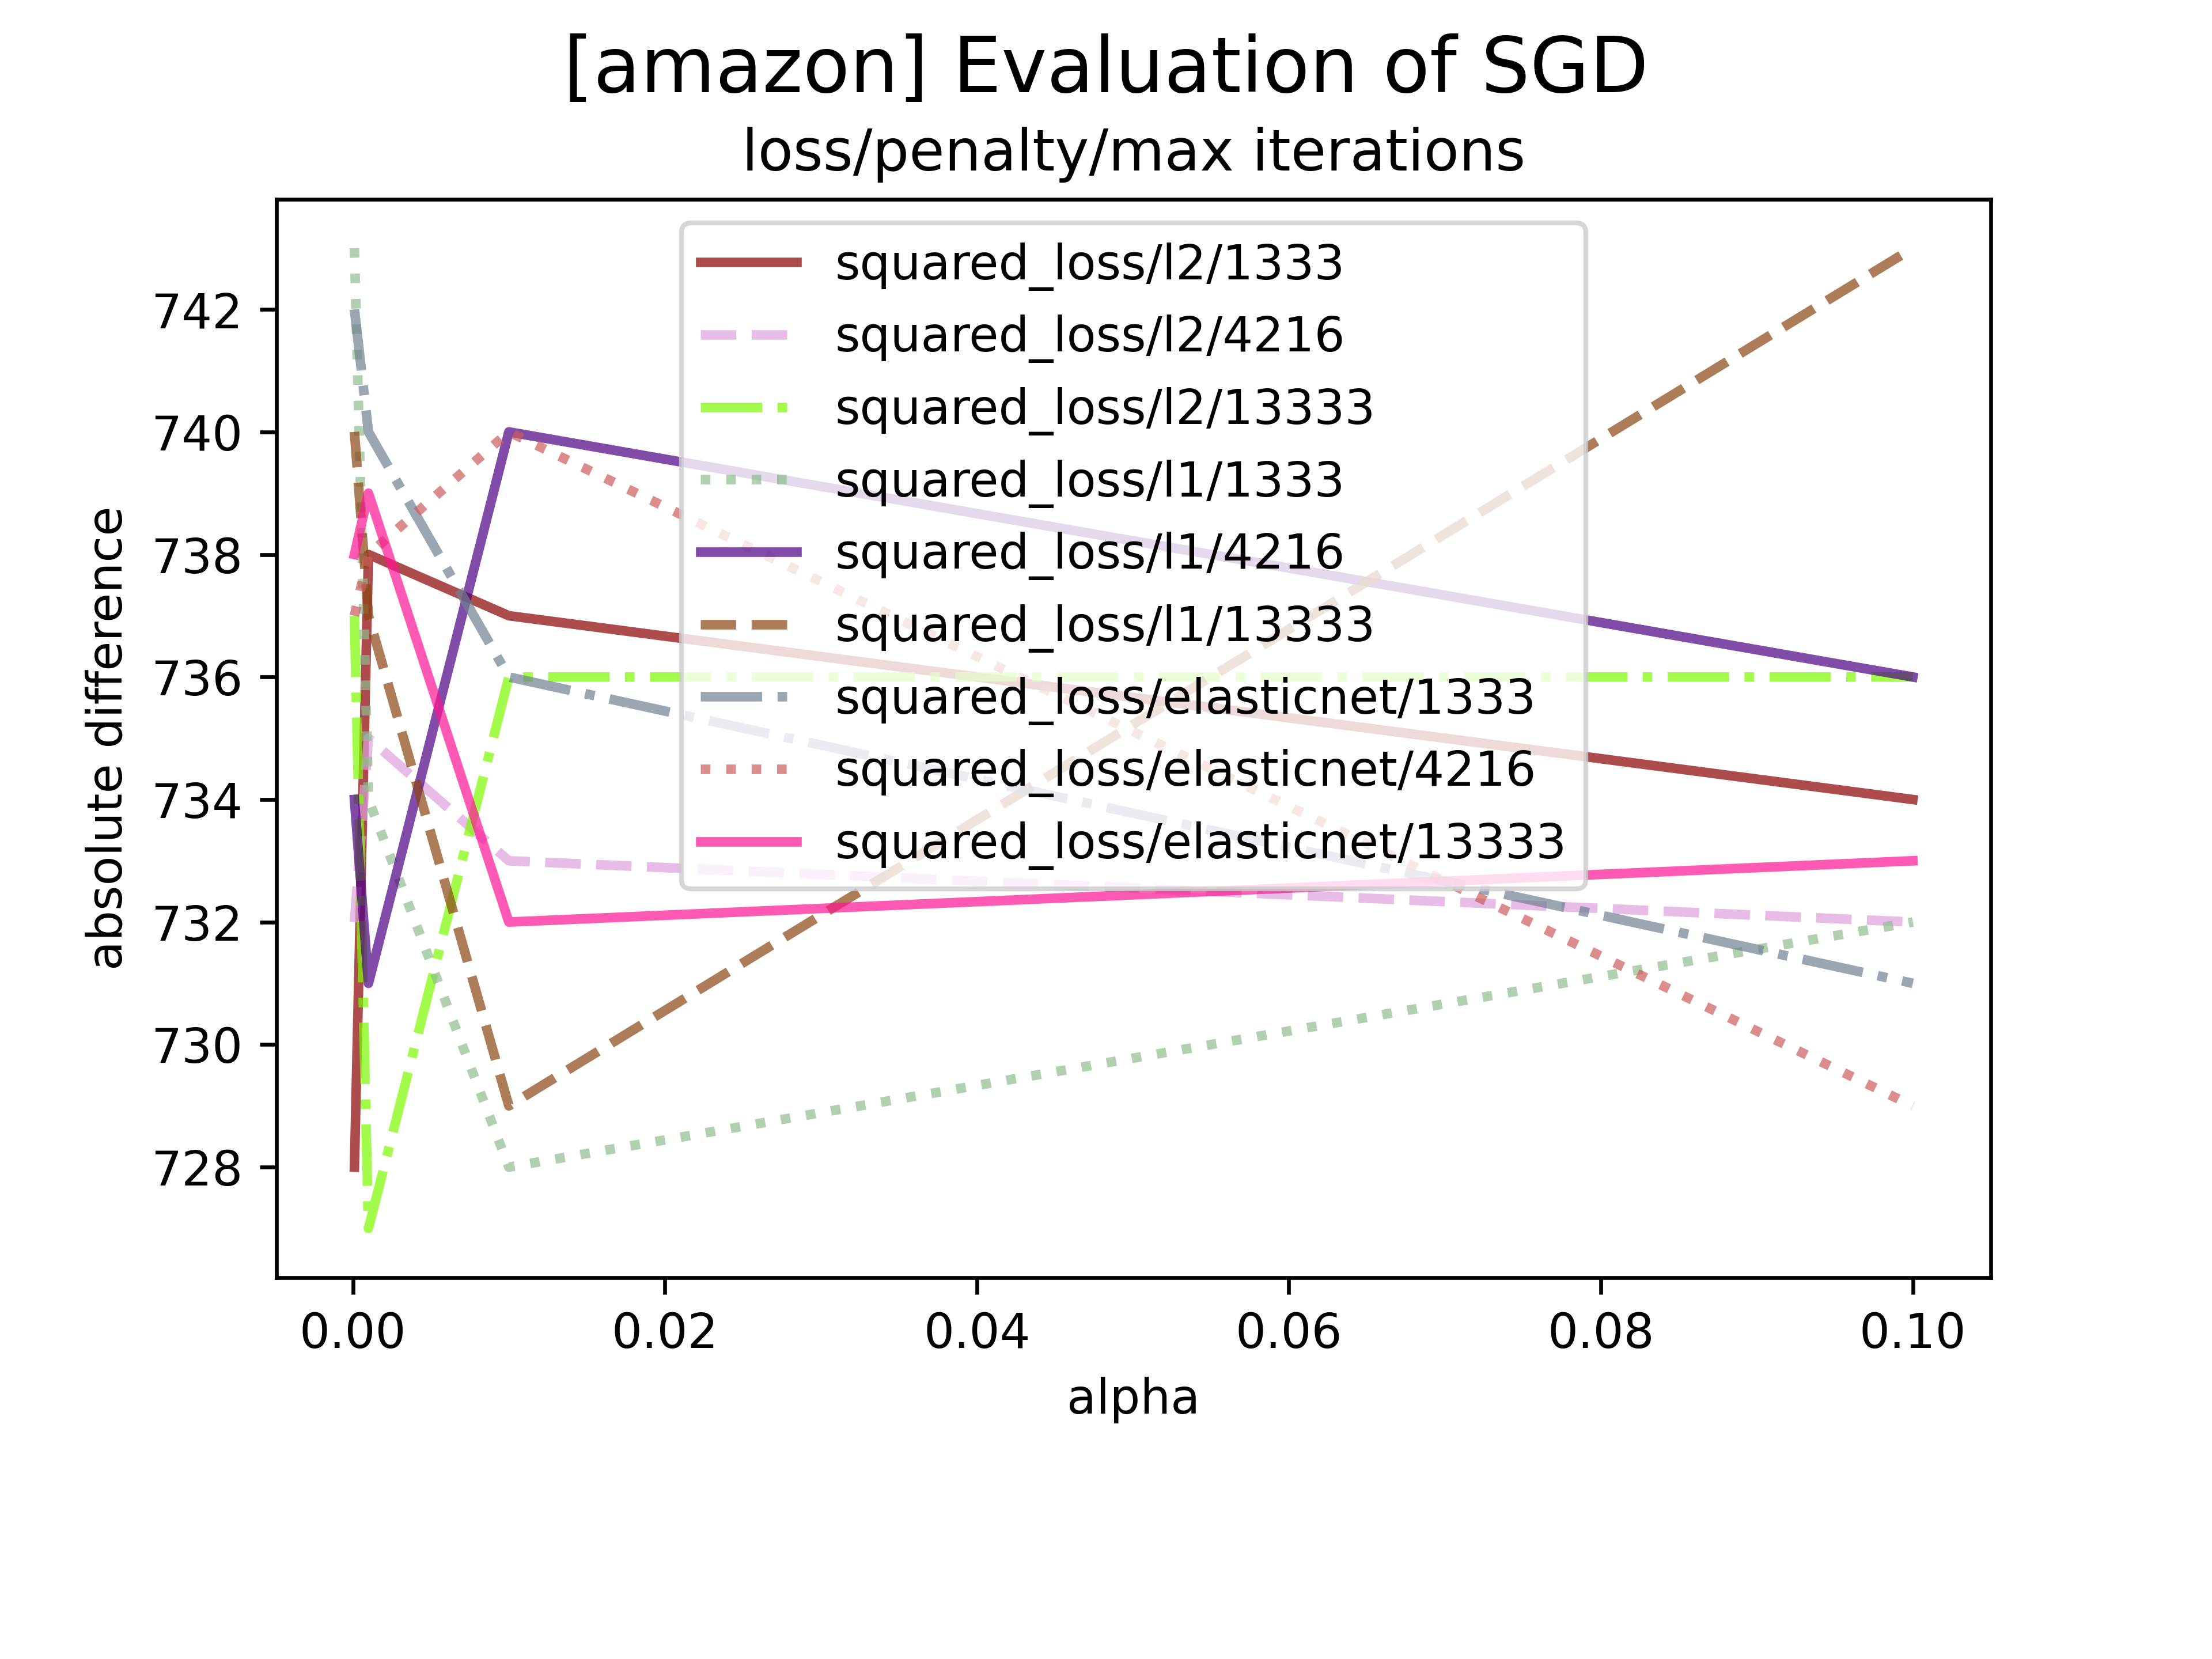 [amazon] Evaluation of SGD
loss/penalty/max iterations
squared_loss/l2/1333
squared_loss/l2/4216
squared_loss/l2/13333
squared_loss/l1/1333
squared_loss/l1/4216
squared_loss/l1/13333
squared_loss/elasticnet/1333
squared_loss/elasticnet/4216
squared_loss/elasticnet/13333
absolute difference
742
740
738
736
734
732
730
728
0.00 0.02 0.04 0.06 0.08 0.10
alpha